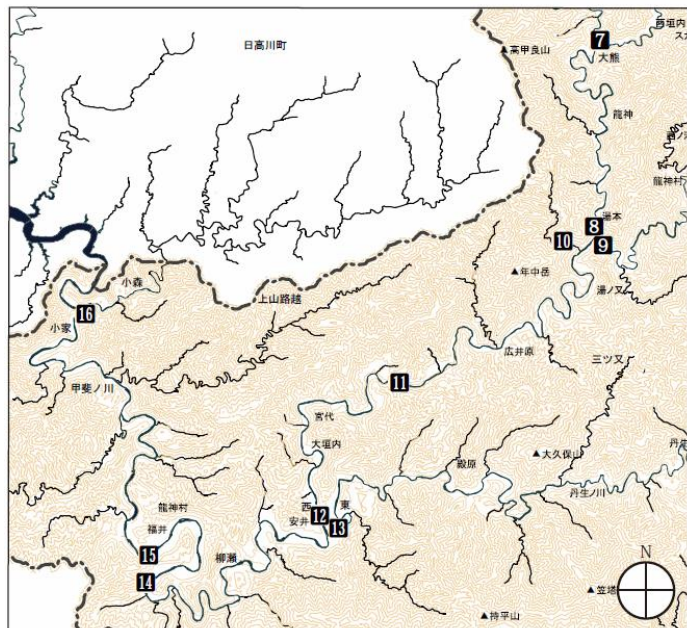 日高川町
高甲良山
7
大熊
龍神
龍神村
湯本
8
9
10
年中岳
湯ノ又
小森
上山路越
16
小家
広井原
三ツ又
11
甲斐ノ川
宮代
大垣内
殿原
大久保山
丹生ノ川
龍神村
福井
西
東
安井
12
13
15
14
柳瀬
持平山
笠塔
N